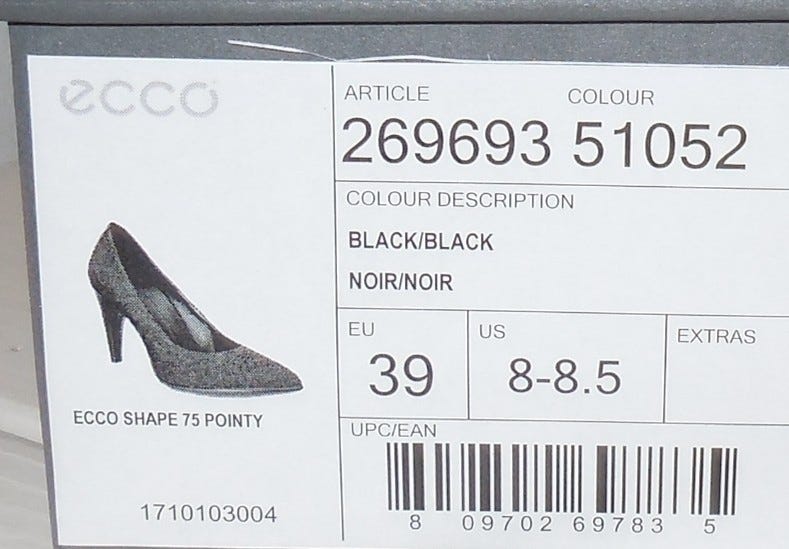 ecco
ECCO SHAPE 75 POINTY
1710103004
ARTICLE COLOUR
269693 51052
COLOUR DESCRIPTION
BLACK/BLACK
NOIR/NOIR
EU US EXTRAS
39 8-8.5
UPC/EAN
8 09702 69783 5